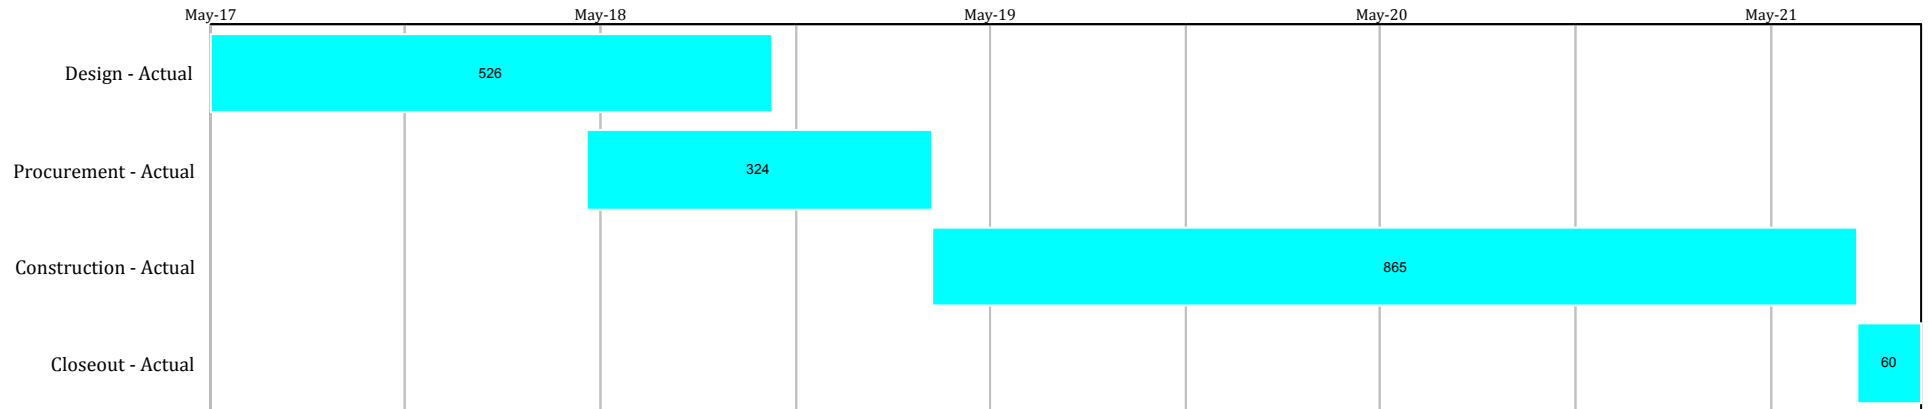 May-17 May-18 May-19 May-20 May-21
Design - Actual 526
Procurement - Actual 324
Construction - Actual 865
Closeout - Actual 60